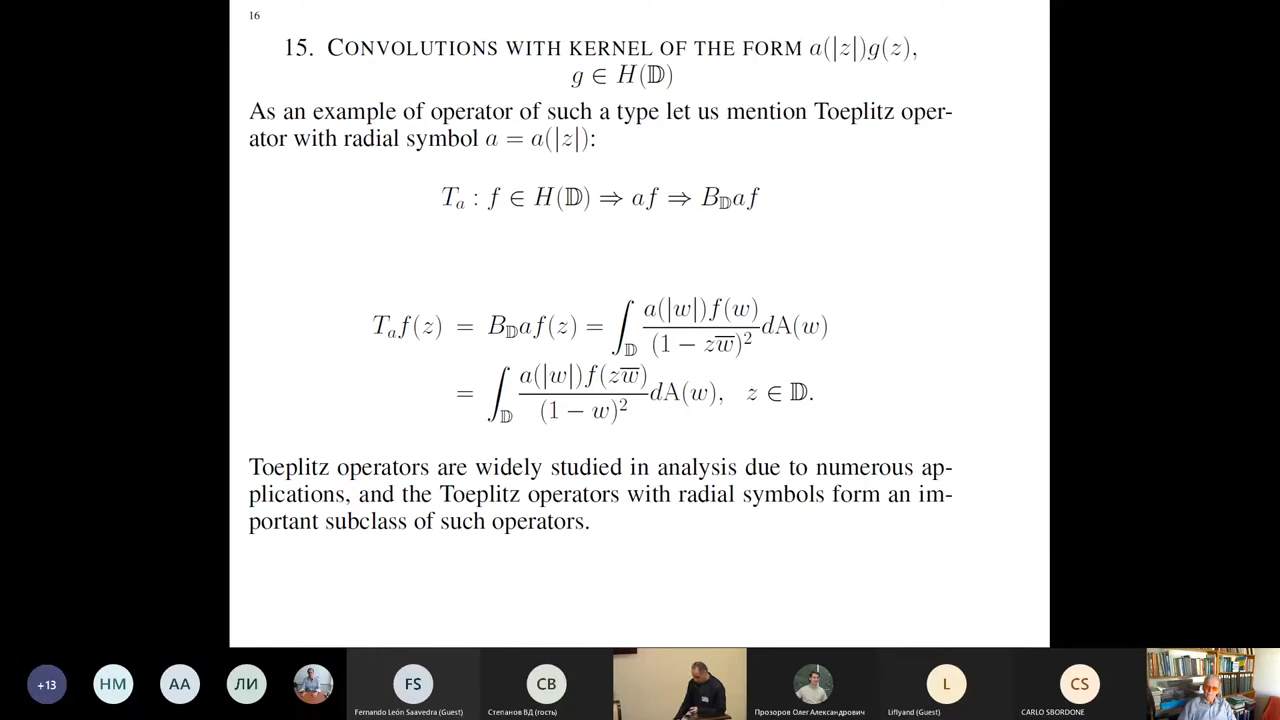 16
15. CONVOLUTIONS WITH KERNEL OF THE FORM a(|z|)g(z),
g ∈ H(𝔻)
As an example of operator of such a type let us mention Toeplitz oper-
ator with radial symbol a = a(|z|):
T_a : f ∈ H(𝔻) ⇒ af ⇒ B_𝔻af
T_af(z) = B_𝔻af(z) = ∫_𝔻 a(|w|)f(w)/(1 − zw̅)² dA(w)
= ∫_𝔻 a(|w|)f(zw̅)/(1 − w)² dA(w), z ∈ 𝔻.
Toeplitz operators are widely studied in analysis due to numerous ap-
plications, and the Toeplitz operators with radial symbols form an im-
portant subclass of such operators.
+13 НМ АА ЛИ FS СВ L CS
Fernando León Saavedra (Guest) Степанов ВД (гость) Прозоров Олег Александрович Liflyand (Guest) CARLO SBORDONE